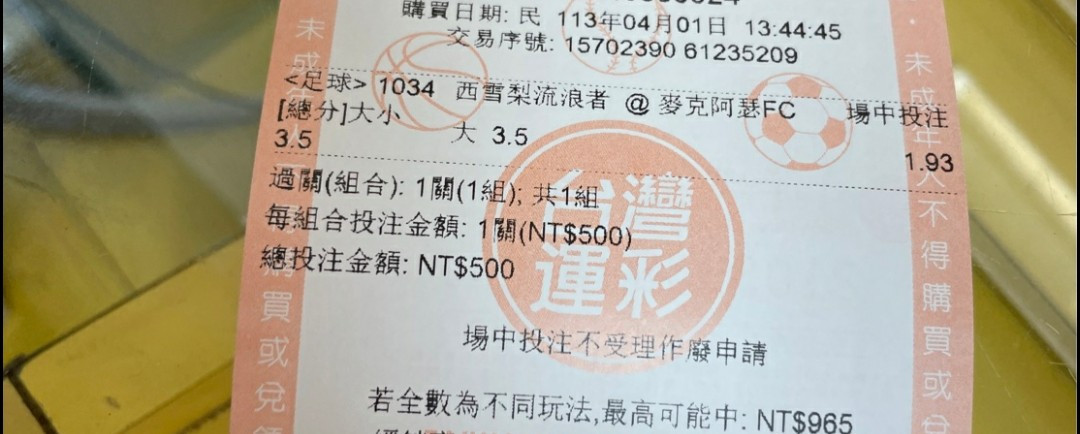 購買日期: 民 113年04月01日 13:44:45
交易序號: 15702390 61235209
<足球> 1034 西雪梨流浪者 @ 麥克阿瑟FC 場中投注
[總分]大小 大 3.5 1.93
3.5
過關(組合): 1關(1組); 共1組
每組合投注金額: 1關(NT$500)
總投注金額: NT$500
台灣
運彩
場中投注不受理作廢申請
若全數為不同玩法,最高可能中: NT$965
未成
購買或兌
未成年人不得購買或兌